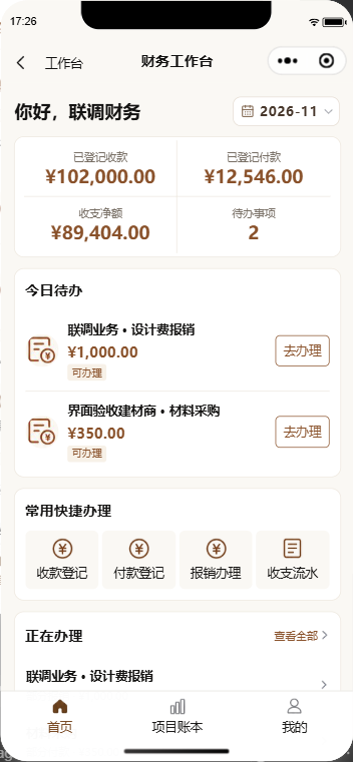 17:26
工作台
财务工作台
你好，联调财务
2026-11
已登记收款
已登记付款
¥102,000.00
¥12,546.00
收支净额
待办事项
¥89,404.00
2
今日待办
联调业务 • 设计费报销
¥1,000.00
可办理
去办理
界面验收建材商 • 材料采购
¥350.00
可办理
去办理
常用快捷办理
收款登记
付款登记
报销办理
收支流水
正在办理
查看全部
联调业务 • 设计费报销
首页
项目账本
我的